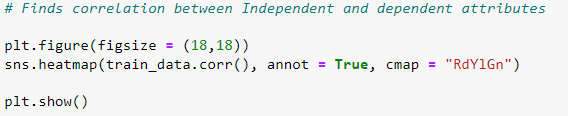 # Finds correlation between Independent and dependent attributes
plt.figure(figsize = (18,18))
sns.heatmap(train_data.corr(), annot = True, cmap = "RdYlGn")
plt.show()